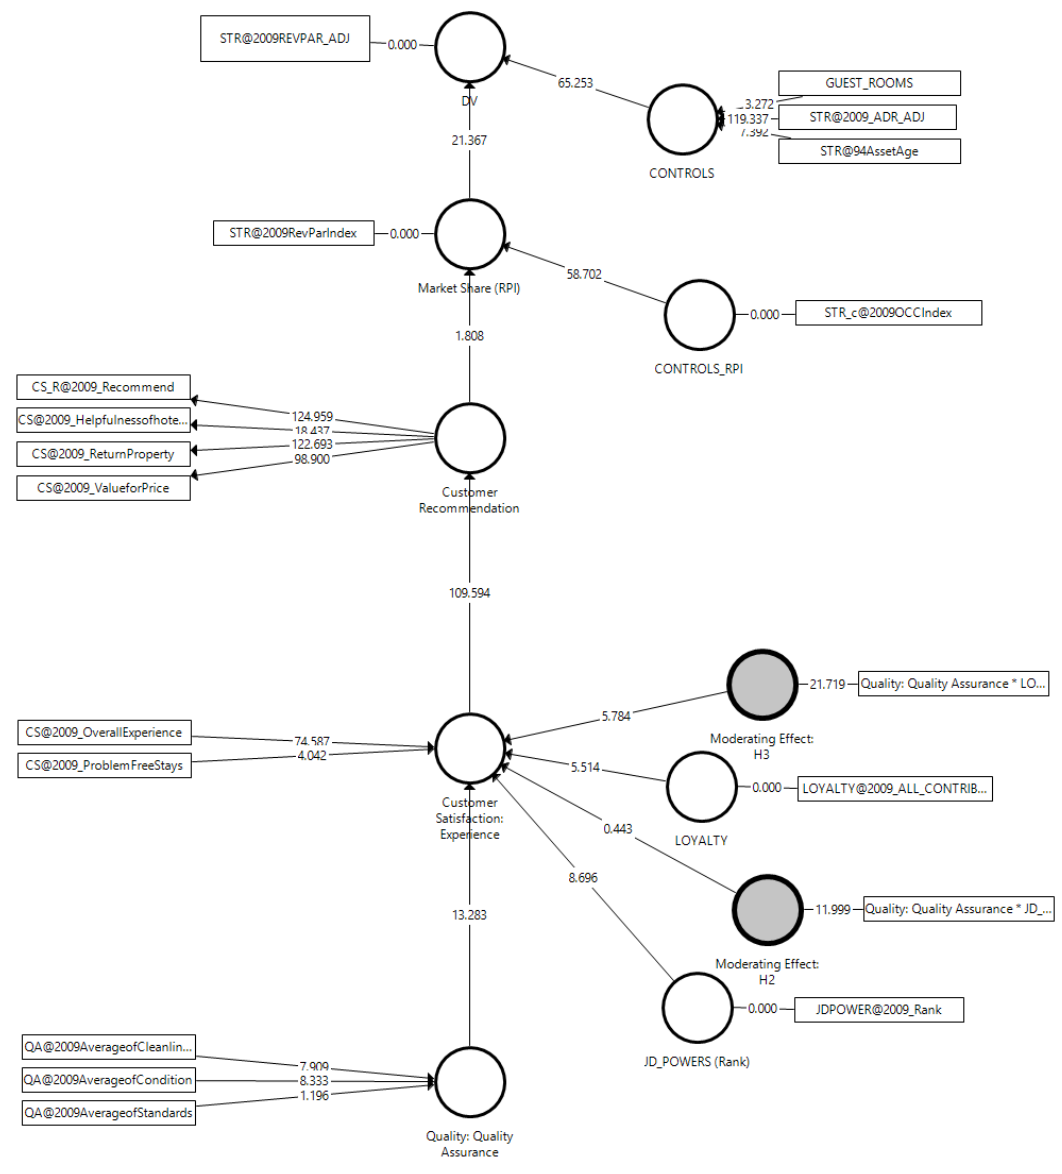 STR@2009REVPAR_ADJ
0.000
DV
65.253
GUEST_ROOMS
3.272
119.337
STR@2009_ADR_ADJ
7.392
STR@94AssetAge
CONTROLS
21.367
STR@2009RevParIndex
0.000
Market Share (RPI)
58.702
0.000
STR_c@2009OCCIndex
CONTROLS_RPI
1.808
CS_R@2009_Recommend
124.959
CS@2009_Helpfulnessofhote...
18.437
CS@2009_ReturnProperty
122.693
CS@2009_ValueforPrice
98.900
Customer
Recommendation
109.594
21.719
Quality: Quality Assurance * LO...
5.784
Moderating Effect:
H3
CS@2009_OverallExperience
74.587
CS@2009_ProblemFreeStays
4.042
Customer
Satisfaction:
Experience
5.514
0.000
LOYALTY@2009_ALL_CONTRIB...
LOYALTY
0.443
8.696
11.999
Quality: Quality Assurance * JD_...
Moderating Effect:
H2
13.283
0.000
JDPOWER@2009_Rank
JD_POWERS (Rank)
QA@2009AverageofCleanlin...
7.909
QA@2009AverageofCondition
8.333
QA@2009AverageofStandards
1.196
Quality: Quality
Assurance